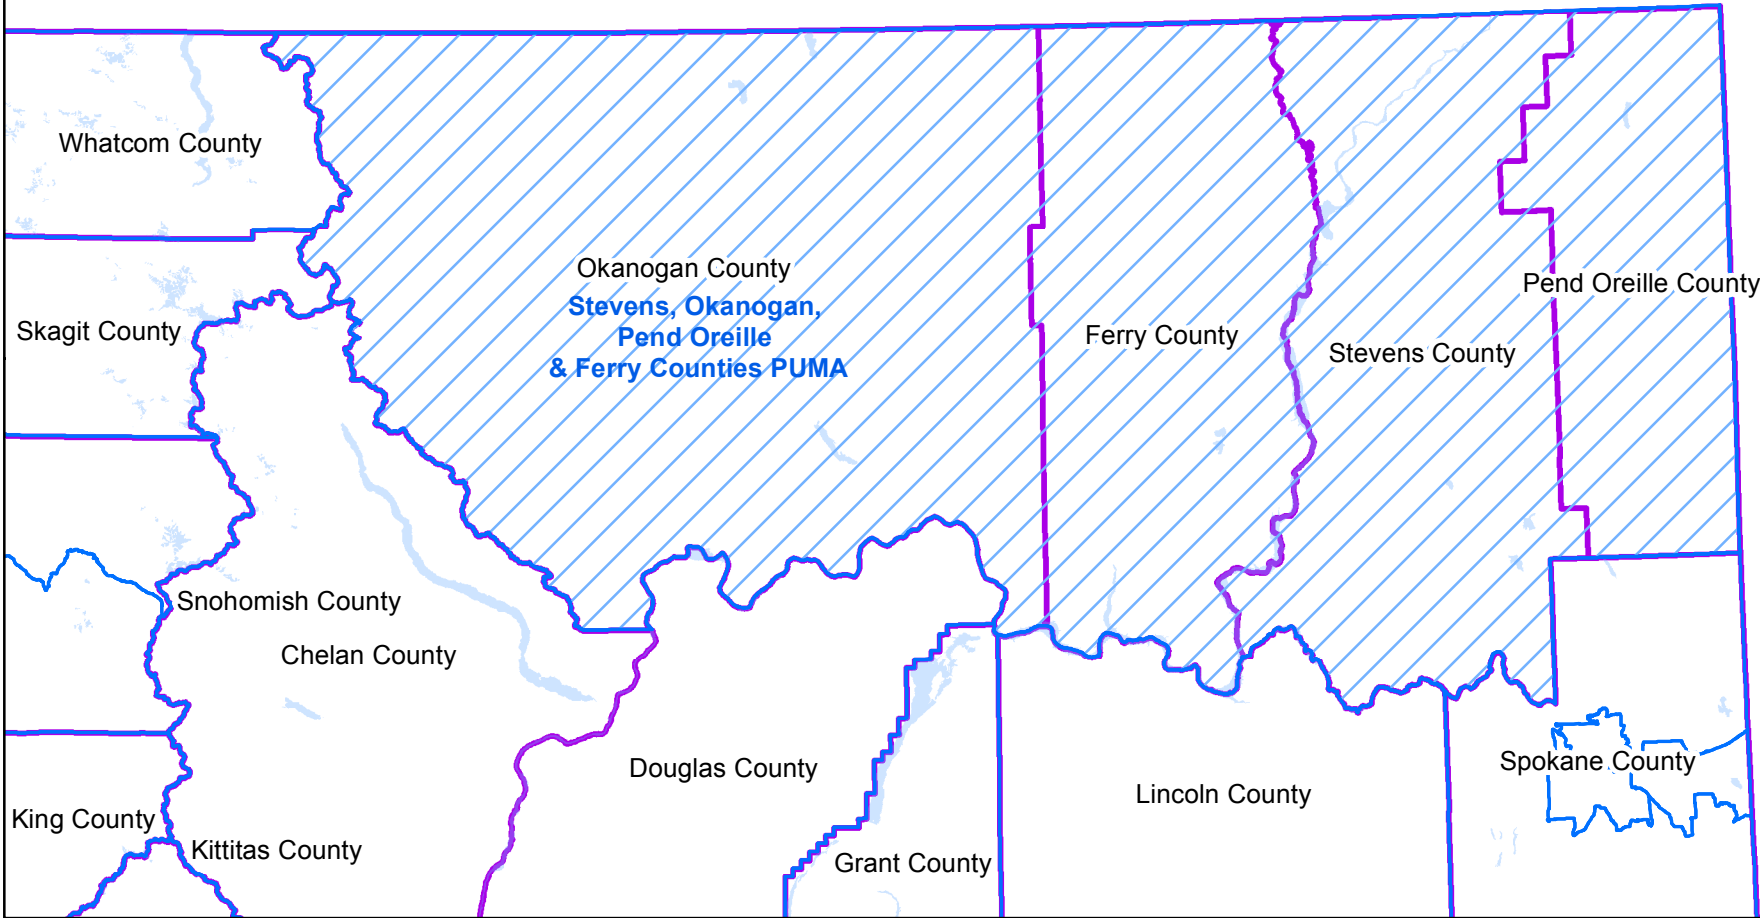 Whatcom County
Okanogan County
Stevens, Okanogan,
Pend Oreille
& Ferry Counties PUMA
Pend Oreille County
Skagit County
Ferry County
Stevens County
Snohomish County
Chelan County
Douglas County
Spokane County
Lincoln County
King County
Kittitas County
Grant County